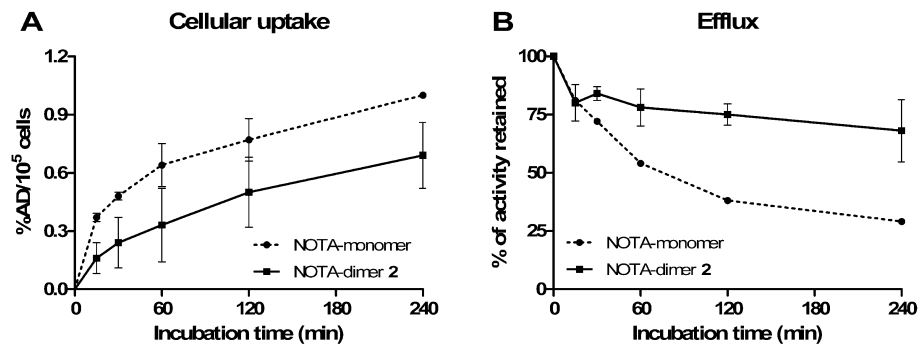 A Cellular uptake
%AD/10⁵ cells
1.2
0.9
0.6
0.3
0.0
0 60 120 180 240
Incubation time (min)
NOTA-monomer
NOTA-dimer 2
B Efflux
% of activity retained
100
75
50
25
0
0 60 120 180 240
Incubation time (min)
NOTA-monomer
NOTA-dimer 2